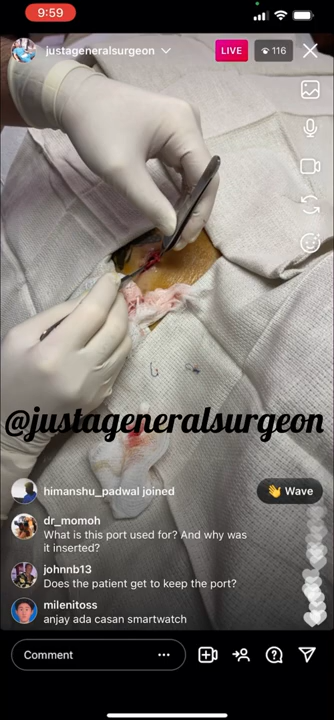 9:59
justageneralsurgeon
LIVE
116
@justageneralsurgeon
himanshu_padwal joined
Wave
dr_momoh
What is this port used for? And why was
it inserted?
johnnb13
Does the patient get to keep the port?
milenitoss
anjay ada casan smartwatch
Comment